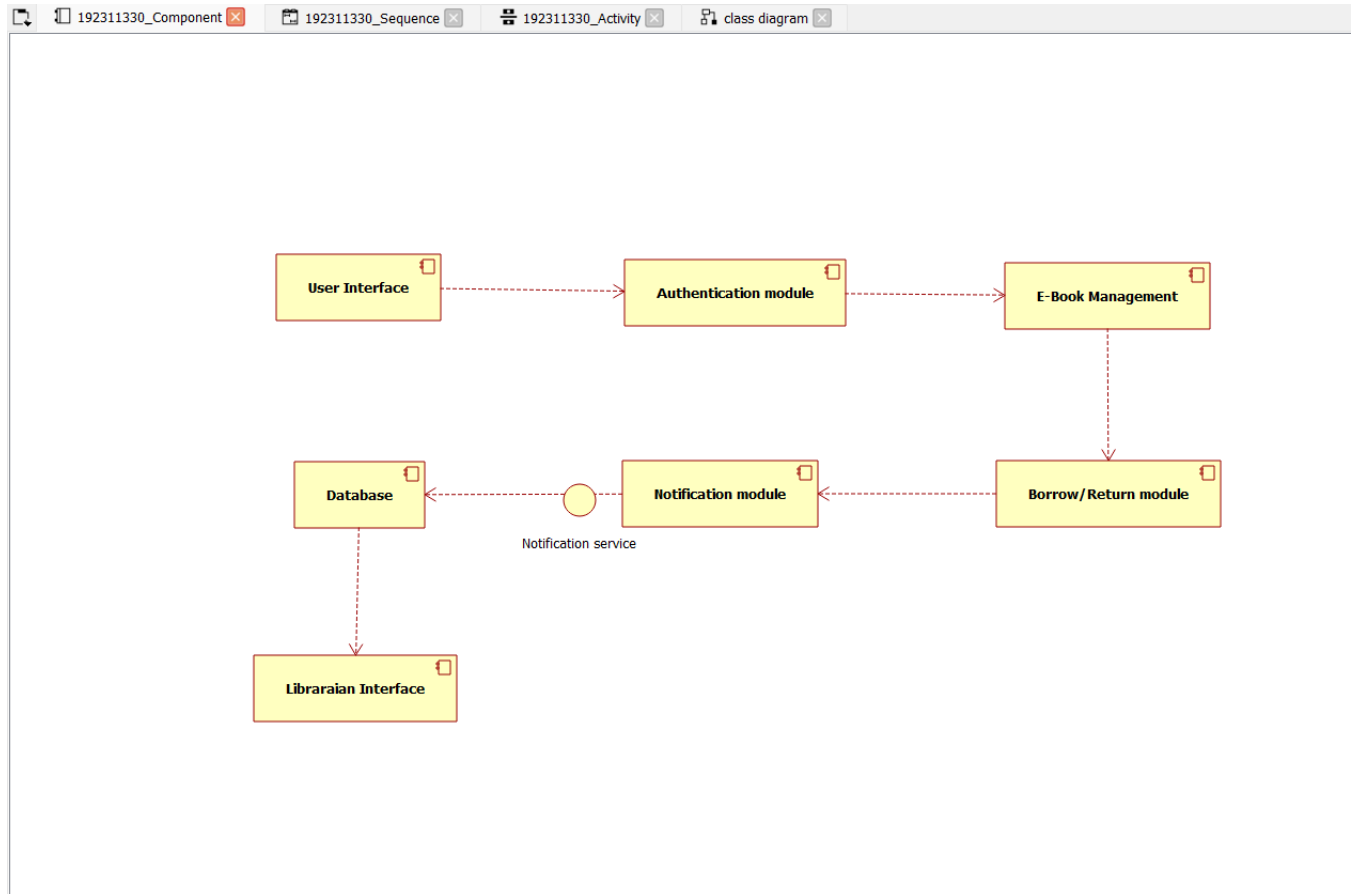 192311330_Component
192311330_Sequence
192311330_Activity
class diagram
User Interface
Authentication module
E-Book Management
Database
Notification module
Borrow/Return module
Notification service
Libraraian Interface